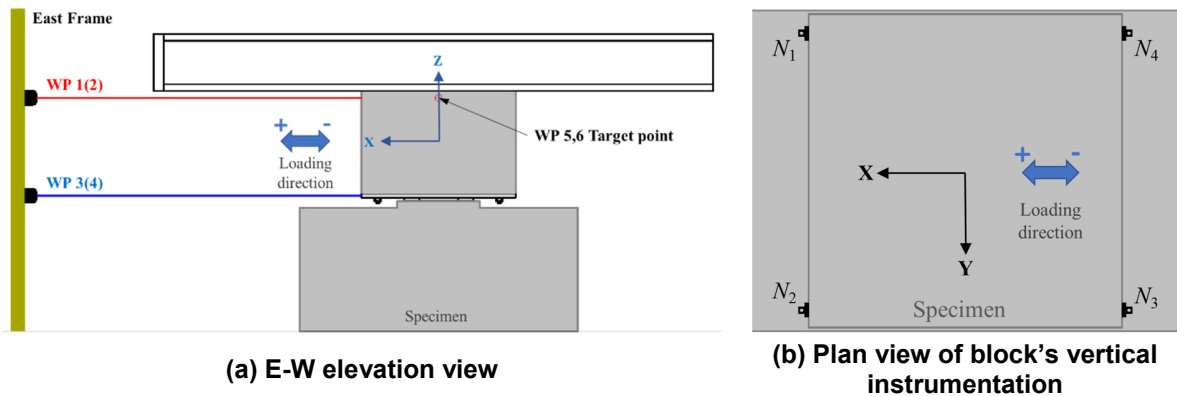 East Frame
WP 1(2)
Z
+ -
X
WP 5,6 Target point
Loading
direction
WP 3(4)
Specimen
(a) E-W elevation view
N1
N4
+ -
X
Loading
direction
Y
N2
N3
Specimen
(b) Plan view of block's vertical
instrumentation